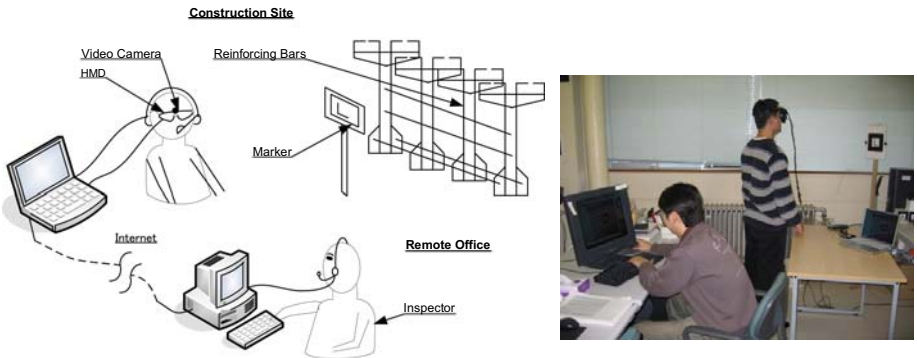 Construction Site
Video Camera
HMD
Reinforcing Bars
Marker
Internet
Remote Office
Inspector